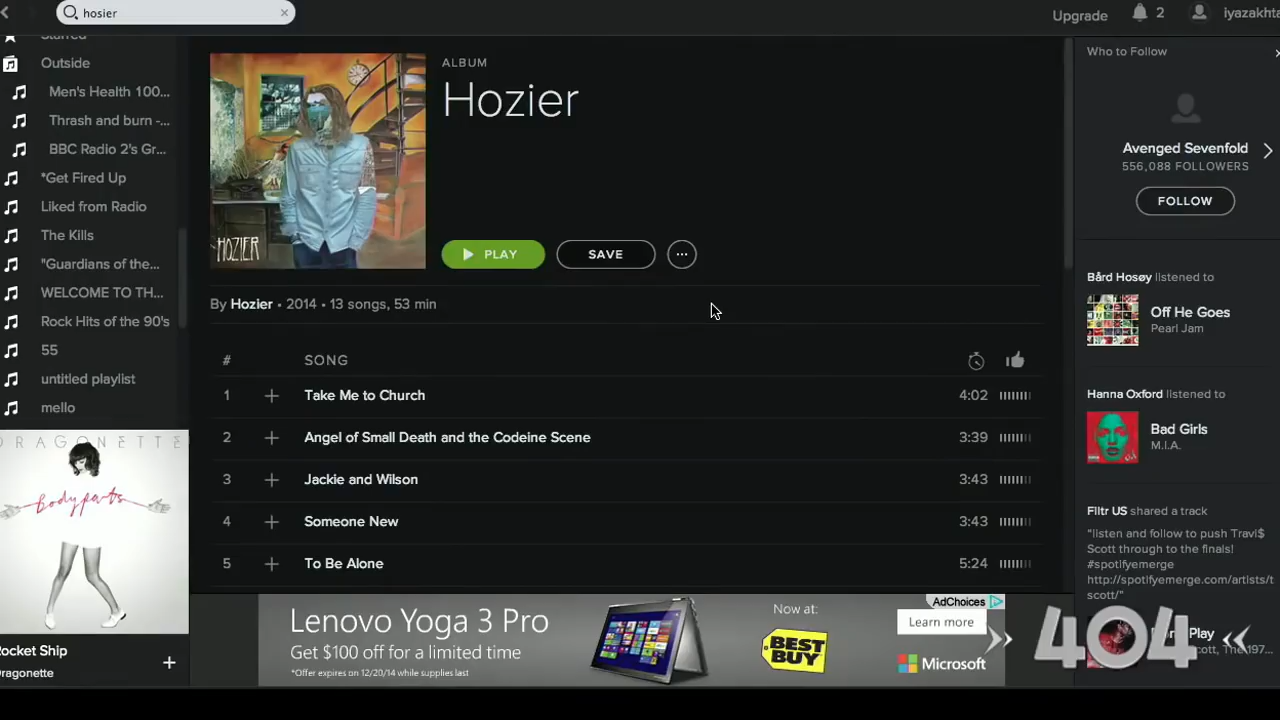 hosier
Upgrade
2
iyazakhta
Starred
Outside
Men's Health 100...
Thrash and burn -...
BBC Radio 2's Gr...
*Get Fired Up
Liked from Radio
The Kills
"Guardians of the...
WELCOME TO TH...
Rock Hits of the 90's
55
untitled playlist
mello
DRAGONETTE
bodyparts
Rocket Ship
Dragonette
HOZIER
ALBUM
Hozier
PLAY
SAVE
By Hozier • 2014 • 13 songs, 53 min
# SONG
1 + Take Me to Church 4:02
2 + Angel of Small Death and the Codeine Scene 3:39
3 + Jackie and Wilson 3:43
4 + Someone New 3:43
5 + To Be Alone 5:24
Lenovo Yoga 3 Pro
Get $100 off for a limited time
*Offer expires on 12/20/14 while supplies last
Now at:
BEST
BUY
AdChoices
Learn more
Microsoft
Who to Follow
Avenged Sevenfold
556,088 FOLLOWERS
FOLLOW
Bård Hosøy listened to
Off He Goes
Pearl Jam
Hanna Oxford listened to
Bad Girls
M.I.A.
Filtr US shared a track
"listen and follow to push Travi$
Scott through to the finals!
#spotifyemerge
http://spotifyemerge.com/artists/t
scott/"
Play
Scott, The 197...
404